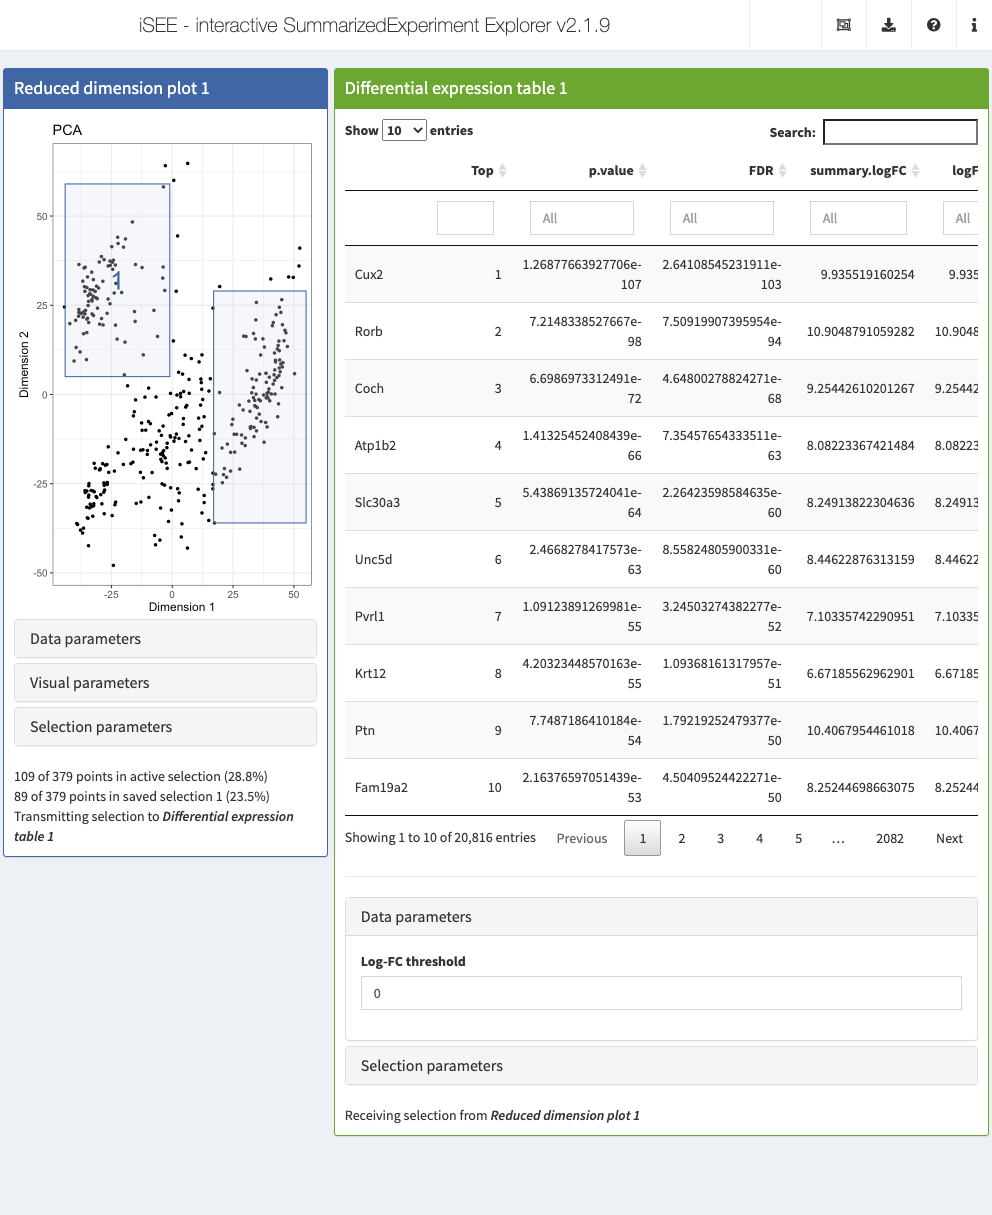 iSEE - interactive SummarizedExperiment Explorer v2.1.9
Reduced dimension plot 1
PCA
50
25
0
-25
-50
Dimension 2
1
-25
0
25
50
Dimension 1
Data parameters
Visual parameters
Selection parameters
109 of 379 points in active selection (28.8%)
89 of 379 points in saved selection 1 (23.5%)
Transmitting selection to Differential expression
table 1
Differential expression table 1
Show 10 entries
Search:
Top p.value FDR summary.logFC logF
All All All All
Cux2 1 1.26877663927706e-107 2.64108545231911e-103 9.935519160254 9.935
Rorb 2 7.2148338527667e-98 7.50919907395954e-94 10.9048791059282 10.9048
Coch 3 6.6986973312491e-72 4.64800278824271e-68 9.25442610201267 9.25442
Atp1b2 4 1.41325452408439e-66 7.35457654333511e-63 8.08223367421484 8.08223
Slc30a3 5 5.43869135724041e-64 2.26423598584635e-60 8.24913822304636 8.24913
Unc5d 6 2.4668278417573e-63 8.55824805900331e-60 8.44622876313159 8.44622
Pvrl1 7 1.09123891269981e-55 3.24503274382277e-52 7.10335742290951 7.10335
Krt12 8 4.20323448570163e-55 1.09368161317957e-51 6.67185562962901 6.67185
Ptn 9 7.7487186410184e-54 1.79219252479377e-50 10.4067954461018 10.4067
Fam19a2 10 2.16376597051439e-53 4.50409524422271e-50 8.25244698663075 8.25244
Showing 1 to 10 of 20,816 entries Previous 1 2 3 4 5 … 2082 Next
Data parameters
Log-FC threshold
0
Selection parameters
Receiving selection from Reduced dimension plot 1